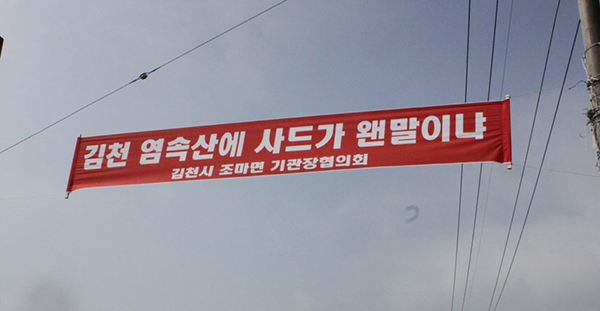 김천 염속산에 사드가 왠말이냐
김천시 조마면 기관장협의회